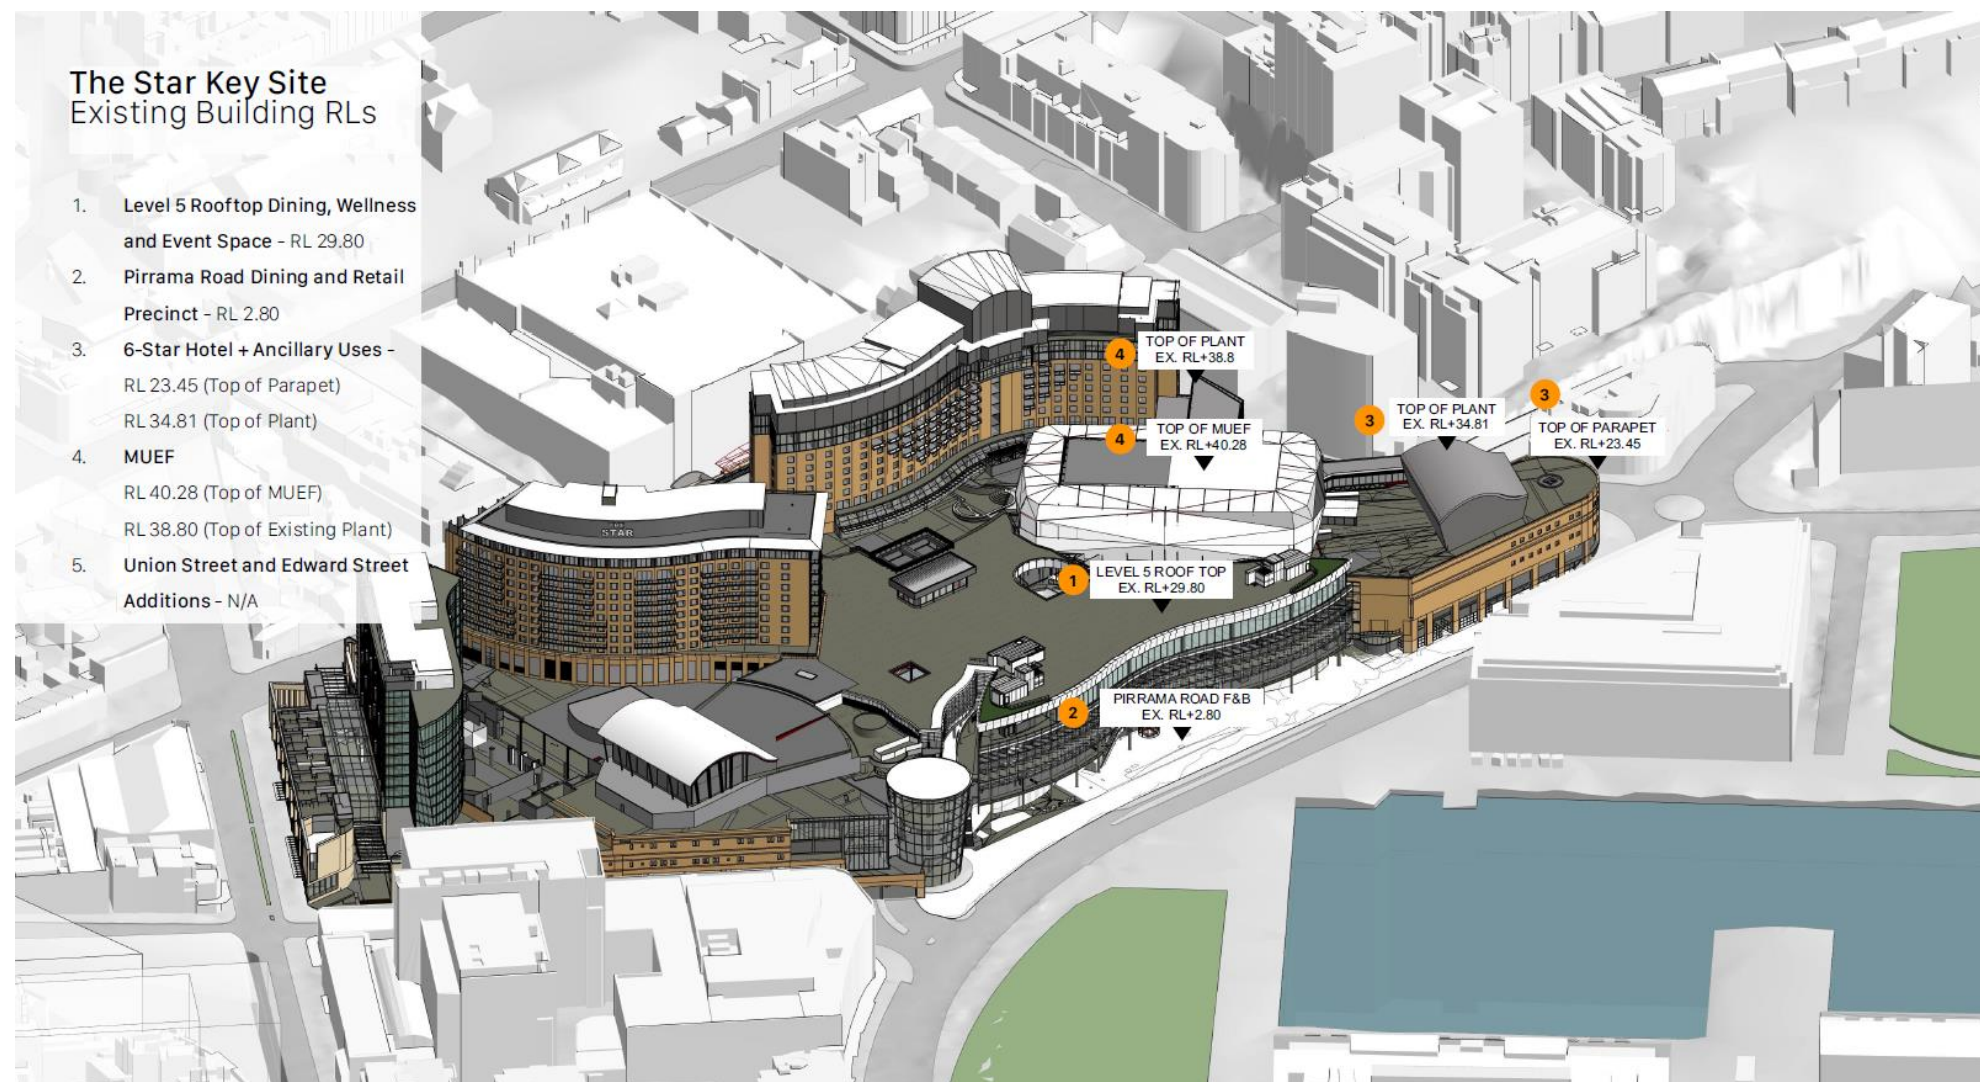 The Star Key Site
Existing Building RLs
1. Level 5 Rooftop Dining, Wellness
and Event Space - RL 29.80
2. Pirrama Road Dining and Retail
Precinct - RL 2.80
3. 6-Star Hotel + Ancillary Uses -
RL 23.45 (Top of Parapet)
RL 34.81 (Top of Plant)
4. MUEF
RL 40.28 (Top of MUEF)
RL 38.80 (Top of Existing Plant)
5. Union Street and Edward Street
Additions - N/A
4
TOP OF PLANT
EX. RL+38.8
4
TOP OF MUEF
EX. RL+40.28
3
TOP OF PLANT
EX. RL+34.81
3
TOP OF PARAPET
EX. RL+23.45
THE
STAR
1
LEVEL 5 ROOF TOP
EX. RL+29.80
2
PIRRAMA ROAD F&B
EX. RL+2.80